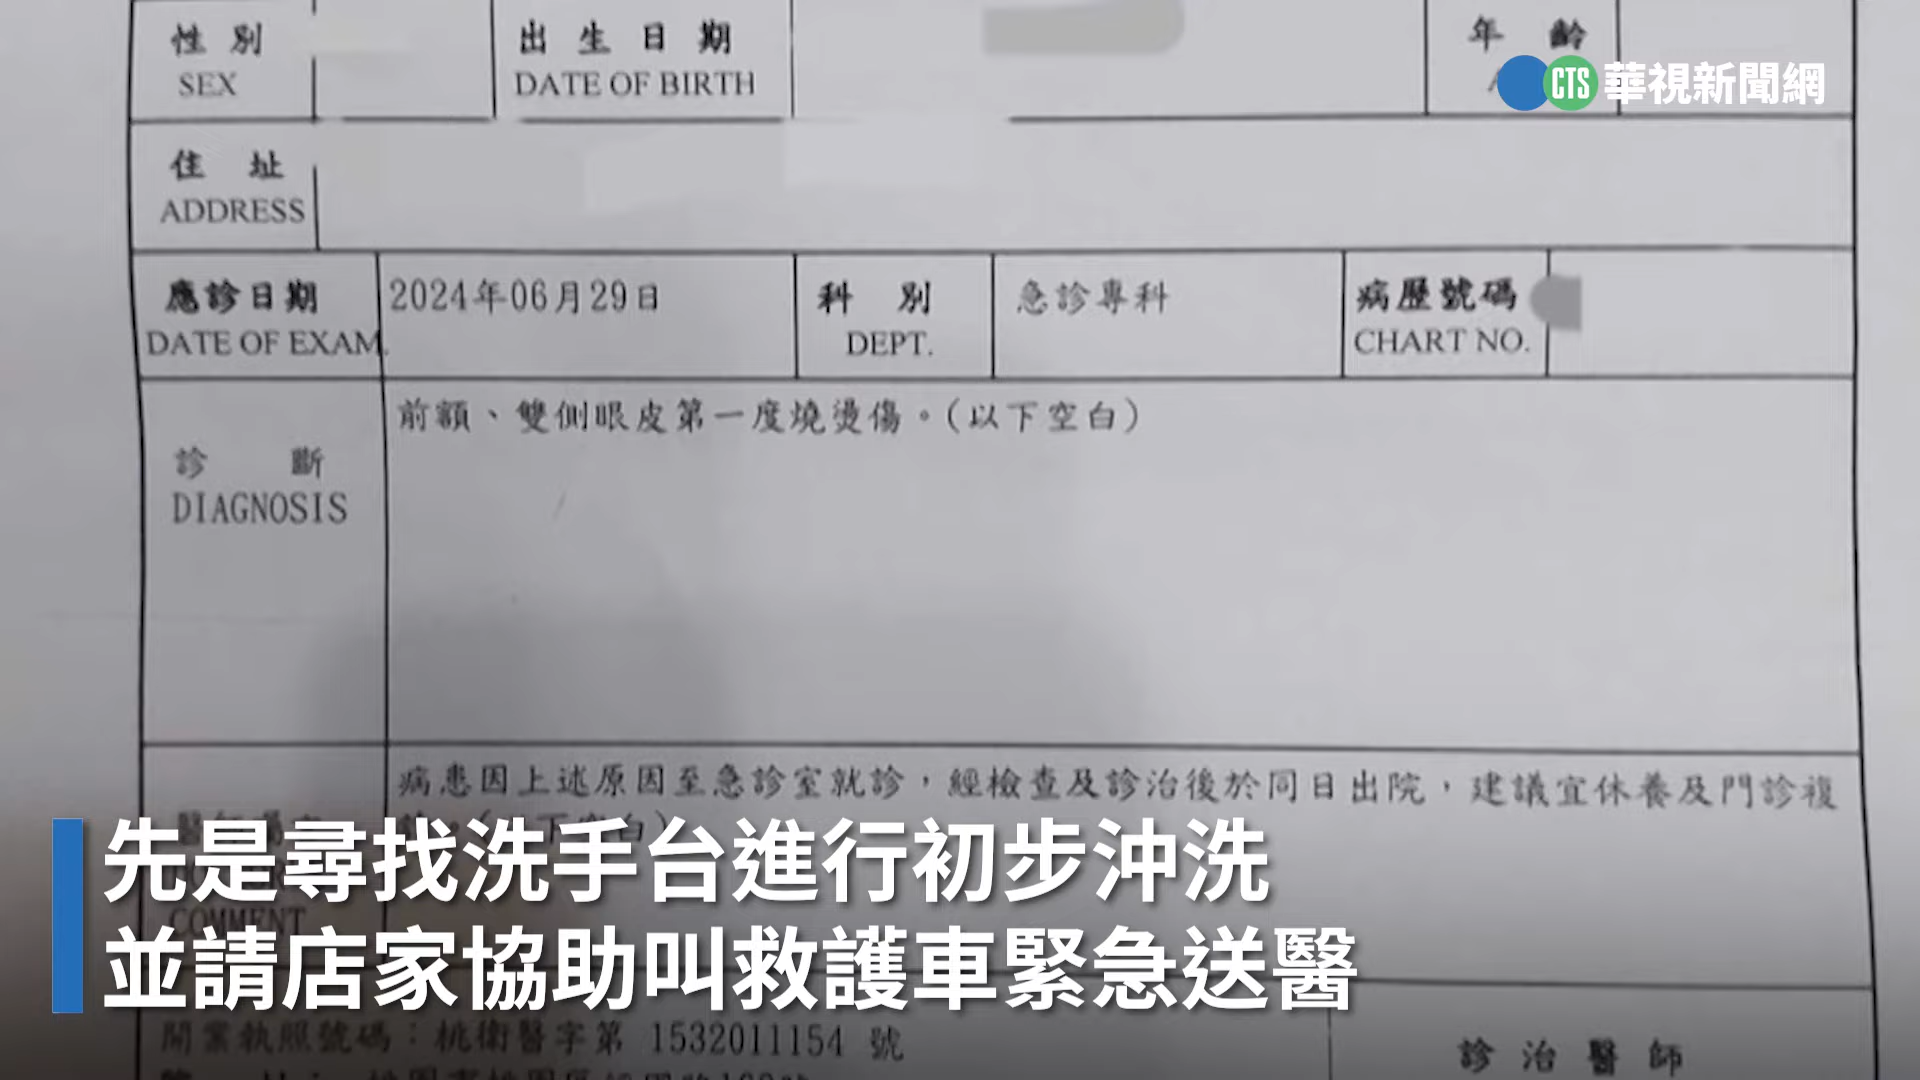 性別
SEX
出生日期
DATE OF BIRTH
年 齡
CTS 華視新聞網
住 址
ADDRESS
應診日期
DATE OF EXAM.
2024年06月29日
科 別
DEPT.
急診專科
病歷號碼
CHART NO.
診 斷
DIAGNOSIS
前額、雙側眼皮第一度燒燙傷。(以下空白)
病患因上述原因至急診室就診,經檢查及診治後於同日出院,建議宜休養及門診複
COMMENT
先是尋找洗手台進行初步沖洗
並請店家協助叫救護車緊急送醫
開業執照號碼:桃衛醫字第 1532011154 號
診治醫師